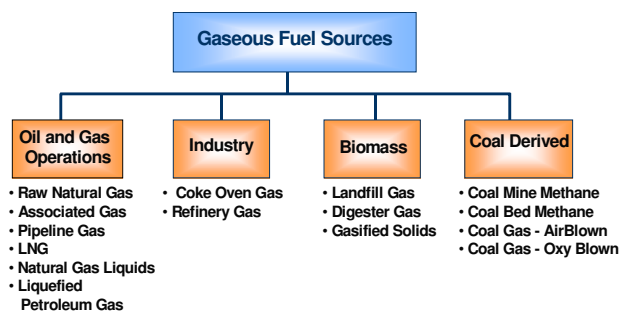 Gaseous Fuel Sources
Oil and Gas
Operations
• Raw Natural Gas
• Associated Gas
• Pipeline Gas
• LNG
• Natural Gas Liquids
• Liquefied
Petroleum Gas
Industry
• Coke Oven Gas
• Refinery Gas
Biomass
• Landfill Gas
• Digester Gas
• Gasified Solids
Coal Derived
• Coal Mine Methane
• Coal Bed Methane
• Coal Gas - AirBlown
• Coal Gas - Oxy Blown